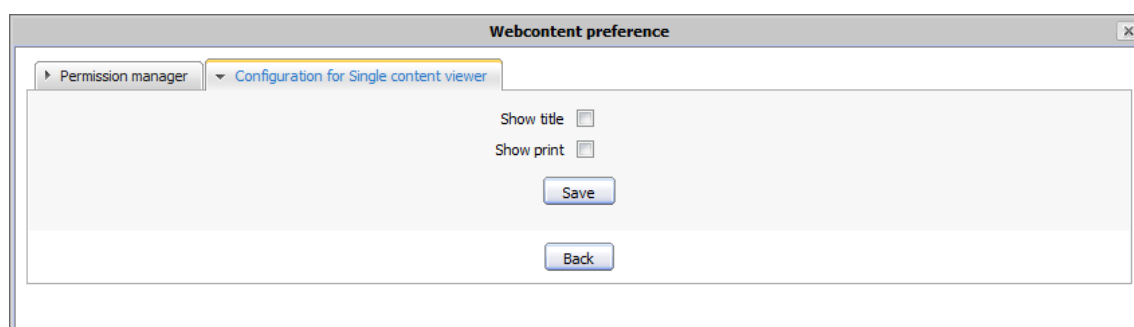 Webcontent preference
Permission manager
Configuration for Single content viewer
Show title
Show print
Save
Back